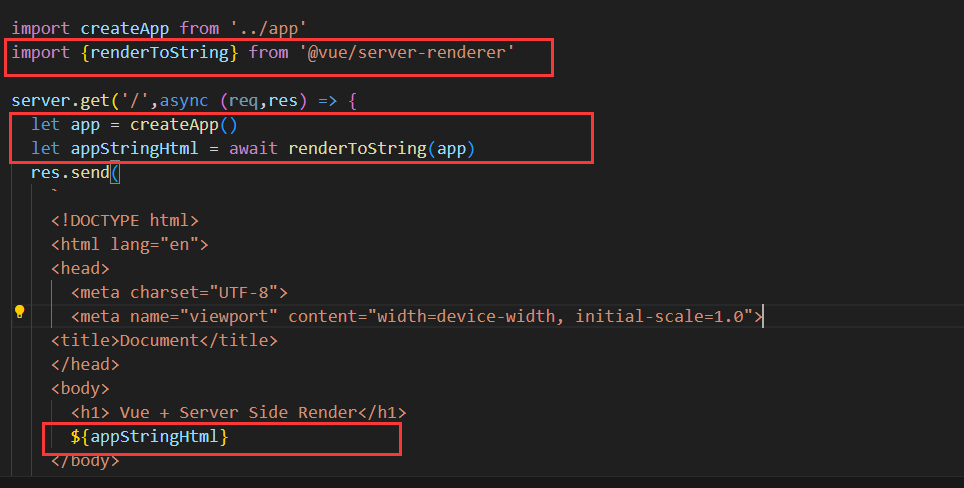 import createApp from '../app'
import {renderToString} from '@vue/server-renderer'
server.get('/',async (req,res) => {
let app = createApp()
let appStringHtml = await renderToString(app)
res.send(
`
<!DOCTYPE html>
<html lang="en">
<head>
<meta charset="UTF-8">
<meta name="viewport" content="width=device-width, initial-scale=1.0">
<title>Document</title>
</head>
<body>
<h1> Vue + Server Side Render</h1>
${appStringHtml}
</body>